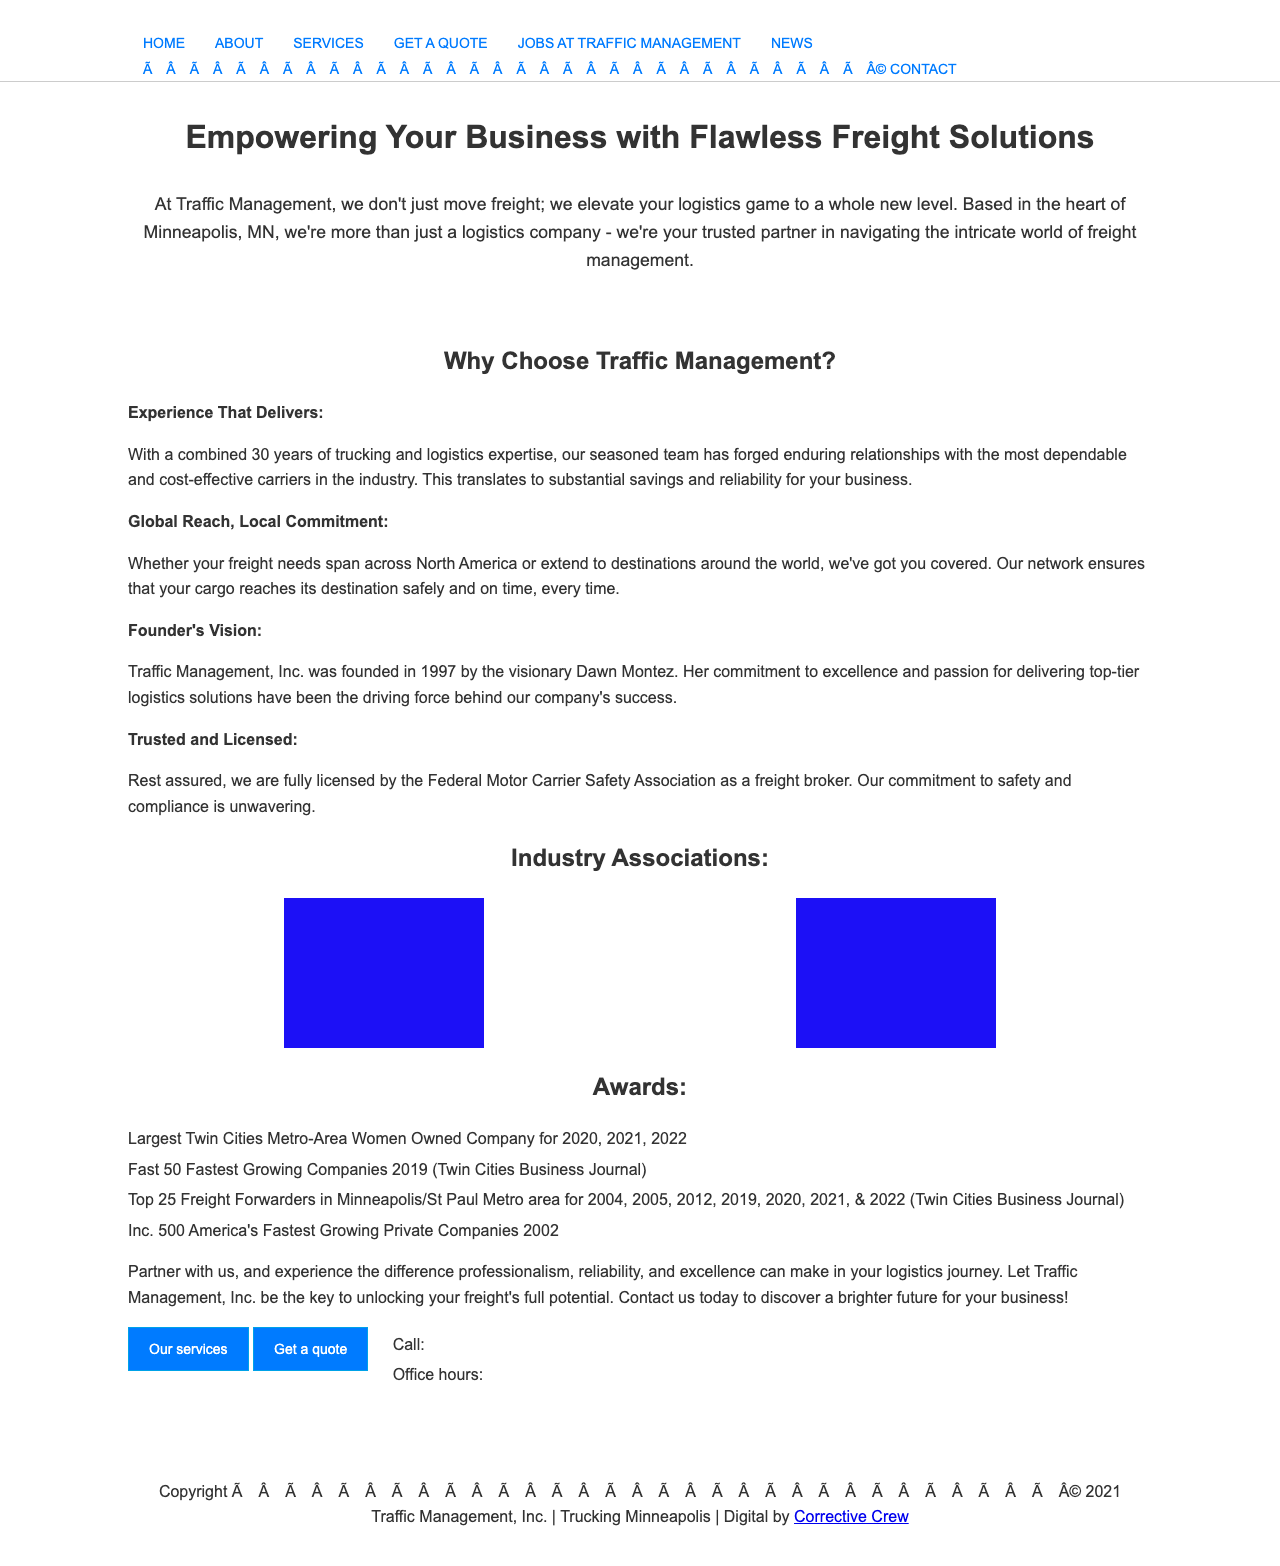 HOME ABOUT SERVICES GET A QUOTE JOBS AT TRAFFIC MANAGEMENT NEWS
Ã Â Ã Â Ã Â Ã Â Ã Â Ã Â Ã Â Ã Â Ã Â Ã Â Ã Â Ã Â Ã Â Ã Â Ã Â Ã Â© CONTACT
Empowering Your Business with Flawless Freight Solutions
At Traffic Management, we don't just move freight; we elevate your logistics game to a whole new level. Based in the heart of
Minneapolis, MN, we're more than just a logistics company - we're your trusted partner in navigating the intricate world of freight
management.
Why Choose Traffic Management?
Experience That Delivers:
With a combined 30 years of trucking and logistics expertise, our seasoned team has forged enduring relationships with the most dependable
and cost-effective carriers in the industry. This translates to substantial savings and reliability for your business.
Global Reach, Local Commitment:
Whether your freight needs span across North America or extend to destinations around the world, we've got you covered. Our network ensures
that your cargo reaches its destination safely and on time, every time.
Founder's Vision:
Traffic Management, Inc. was founded in 1997 by the visionary Dawn Montez. Her commitment to excellence and passion for delivering top-tier
logistics solutions have been the driving force behind our company's success.
Trusted and Licensed:
Rest assured, we are fully licensed by the Federal Motor Carrier Safety Association as a freight broker. Our commitment to safety and
compliance is unwavering.
Industry Associations:
Awards:
Largest Twin Cities Metro-Area Women Owned Company for 2020, 2021, 2022
Fast 50 Fastest Growing Companies 2019 (Twin Cities Business Journal)
Top 25 Freight Forwarders in Minneapolis/St Paul Metro area for 2004, 2005, 2012, 2019, 2020, 2021, & 2022 (Twin Cities Business Journal)
Inc. 500 America's Fastest Growing Private Companies 2002
Partner with us, and experience the difference professionalism, reliability, and excellence can make in your logistics journey. Let Traffic
Management, Inc. be the key to unlocking your freight's full potential. Contact us today to discover a brighter future for your business!
Our services Get a quote Call:
Office hours:
Copyright Ã Â Ã Â Ã Â Ã Â Ã Â Ã Â Ã Â Ã Â Ã Â Ã Â Ã Â Ã Â Ã Â Ã Â Ã Â Ã Â© 2021
Traffic Management, Inc. | Trucking Minneapolis | Digital by Corrective Crew